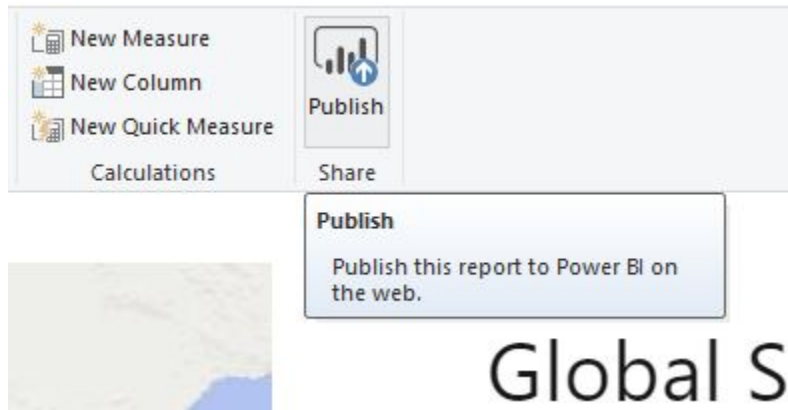 New Measure
New Column
New Quick Measure
Calculations
Publish
Share
Publish
Publish this report to Power BI on
the web.
Global S